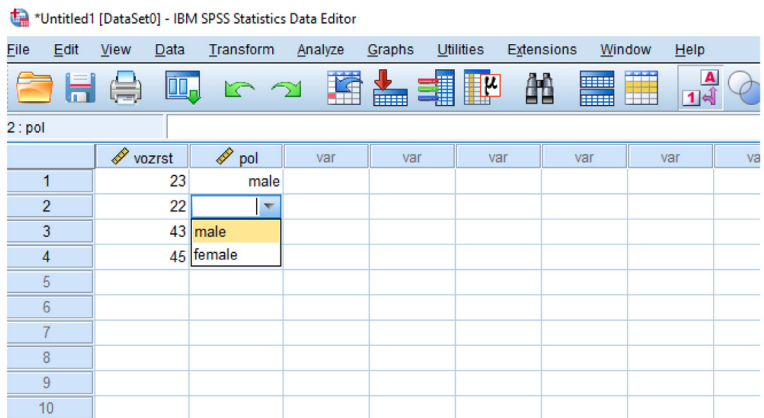 *Untitled1 [DataSet0] - IBM SPSS Statistics Data Editor
File Edit View Data Transform Analyze Graphs Utilities Extensions Window Help
μ A 1
2 : pol
vozrst pol var var var var var va
1 23 male
2 22
3 43 male
4 45 female
5
6
7
8
9
10